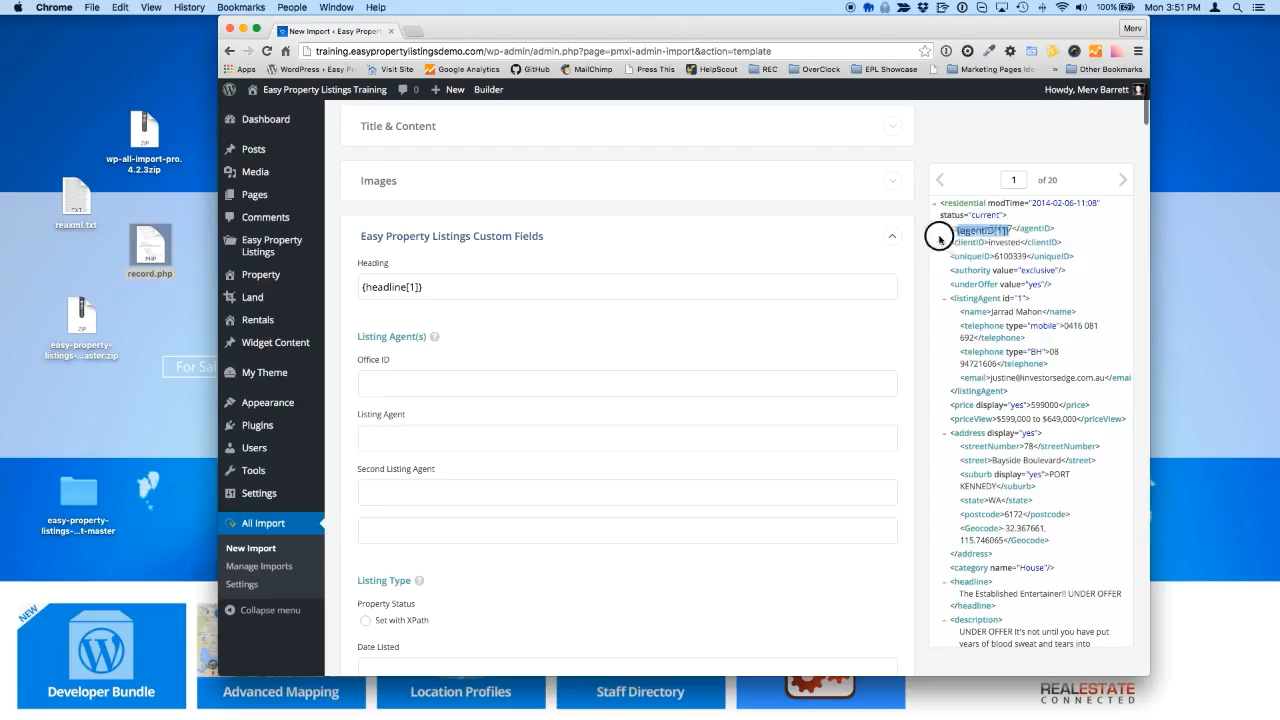 Chrome File Edit View History Bookmarks People Window Help 100% Mon 3:51 PM
New Import ‹ Easy Propert × Merv
training.easypropertylistingsdemo.com/wp-admin/admin.php?page=pmxi-admin-import&action=template
Apps WordPress › Easy Pr Visit Site Google Analytics GitHub MailChimp Press This HelpScout REC OverClock EPL Showcase Marketing Pages Ide » Other Bookmarks
Easy Property Listings Training 0 New Builder Howdy, Merv Barrett
Dashboard
Posts
Media
Pages
Comments
Easy Property
Listings
Property
Land
Rentals
Widget Content
My Theme
Appearance
Plugins
Users
Tools
Settings
All Import
New Import
Manage Imports
Settings
Collapse menu
wp-all-import-pro.
4.2.3zip
reaxml.txt
PHP
record.php
ZIP
easy-property-
listings-...aster;zip
For Sa
easy-property-
listings-...t-master
Title & Content
Images
Easy Property Listings Custom Fields
Heading
{headline[1]}
Listing Agent(s) ?
Office ID
Listing Agent
Second Listing Agent
Listing Type ?
Property Status
Set with XPath
Date Listed
1 of 20
<residential modTime="2014-02-06-11:08"
status="current">
{agentID[1]} 7</agentID>
<clientID>invested</clientID>
<uniqueID>6100339</uniqueID>
<authority value="exclusive"/>
<underOffer value="yes"/>
<listingAgent id="1">
<name>Jarrad Mahon</name>
<telephone type="mobile">0416 081
692</telephone>
<telephone type="BH">08
94721606</telephone>
<email>justine@investorsedge.com.au</email
</listingAgent>
<price display="yes">599000</price>
<priceView>$599,000 to $649,000</priceView>
<address display="yes">
<streetNumber>78</streetNumber>
<street>Bayside Boulevard</street>
<suburb display="yes">PORT
KENNEDY</suburb>
<state>WA</state>
<postcode>6172</postcode>
<Geocode>-32.367661,
115.746065</Geocode>
</address>
<category name="House"/>
<headline>
The Established Entertainer!! UNDER OFFER
</headline>
<description>
UNDER OFFER It's not until you have put
years of blood sweat and tears into
NEW
Developer Bundle
Advanced Mapping
Location Profiles
Staff Directory
REALESTATE
CONNECTED